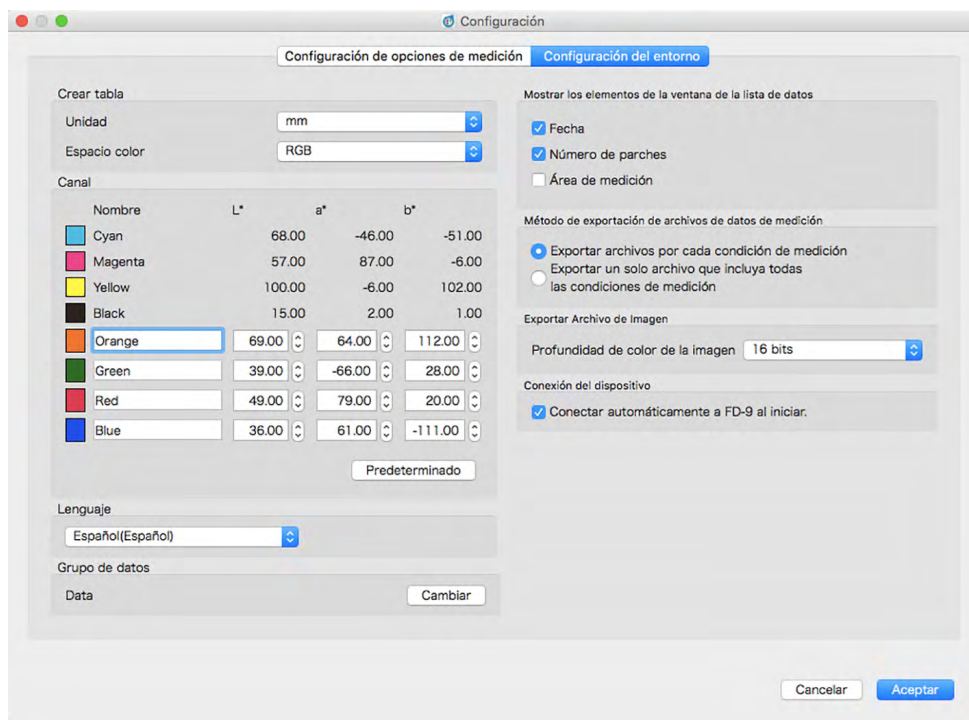 Configuración
Configuración de opciones de medición Configuración del entorno
Crear tabla
Unidad mm
Espacio color RGB
Canal
Nombre L* a* b*
Cyan 68.00 -46.00 -51.00
Magenta 57.00 87.00 -6.00
Yellow 100.00 -6.00 102.00
Black 15.00 2.00 1.00
Orange 69.00 64.00 112.00
Green 39.00 -66.00 28.00
Red 49.00 79.00 20.00
Blue 36.00 61.00 -111.00
Predeterminado
Lenguaje
Español(Español)
Grupo de datos
Data Cambiar
Mostrar los elementos de la ventana de la lista de datos
Fecha
Número de parches
Área de medición
Método de exportación de archivos de datos de medición
Exportar archivos por cada condición de medición
Exportar un solo archivo que incluya todas
las condiciones de medición
Exportar Archivo de Imagen
Profundidad de color de la imagen 16 bits
Conexión del dispositivo
Conectar automáticamente a FD-9 al iniciar.
Cancelar Aceptar